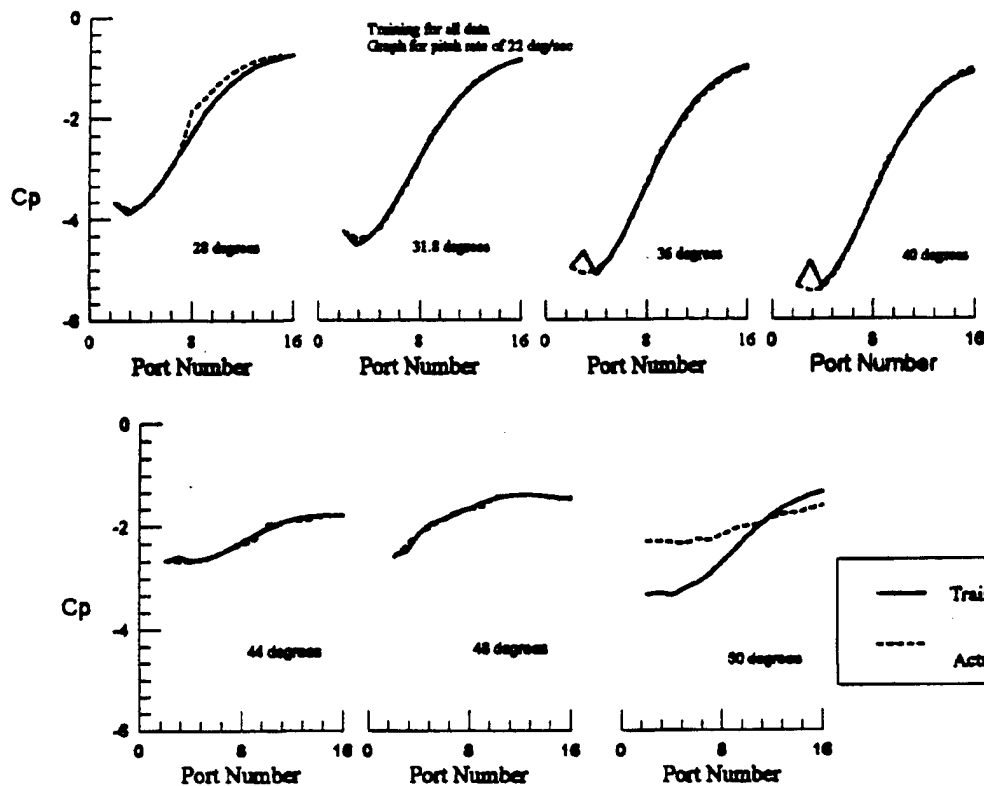 Training for all data
Graph for pitch rate of 22 deg/sec
0
-2
-4
-6
Cp
28 degrees
31.8 degrees
36 degrees
40 degrees
0 8 16
0 8 16
0 8 16
0 8 16
Port Number
Port Number
Port Number
Port Number
0
-2
-4
-6
Cp
44 degrees
48 degrees
50 degrees
Trai
Act
0 8 16
0 8 16
0 8 16
Port Number
Port Number
Port Number